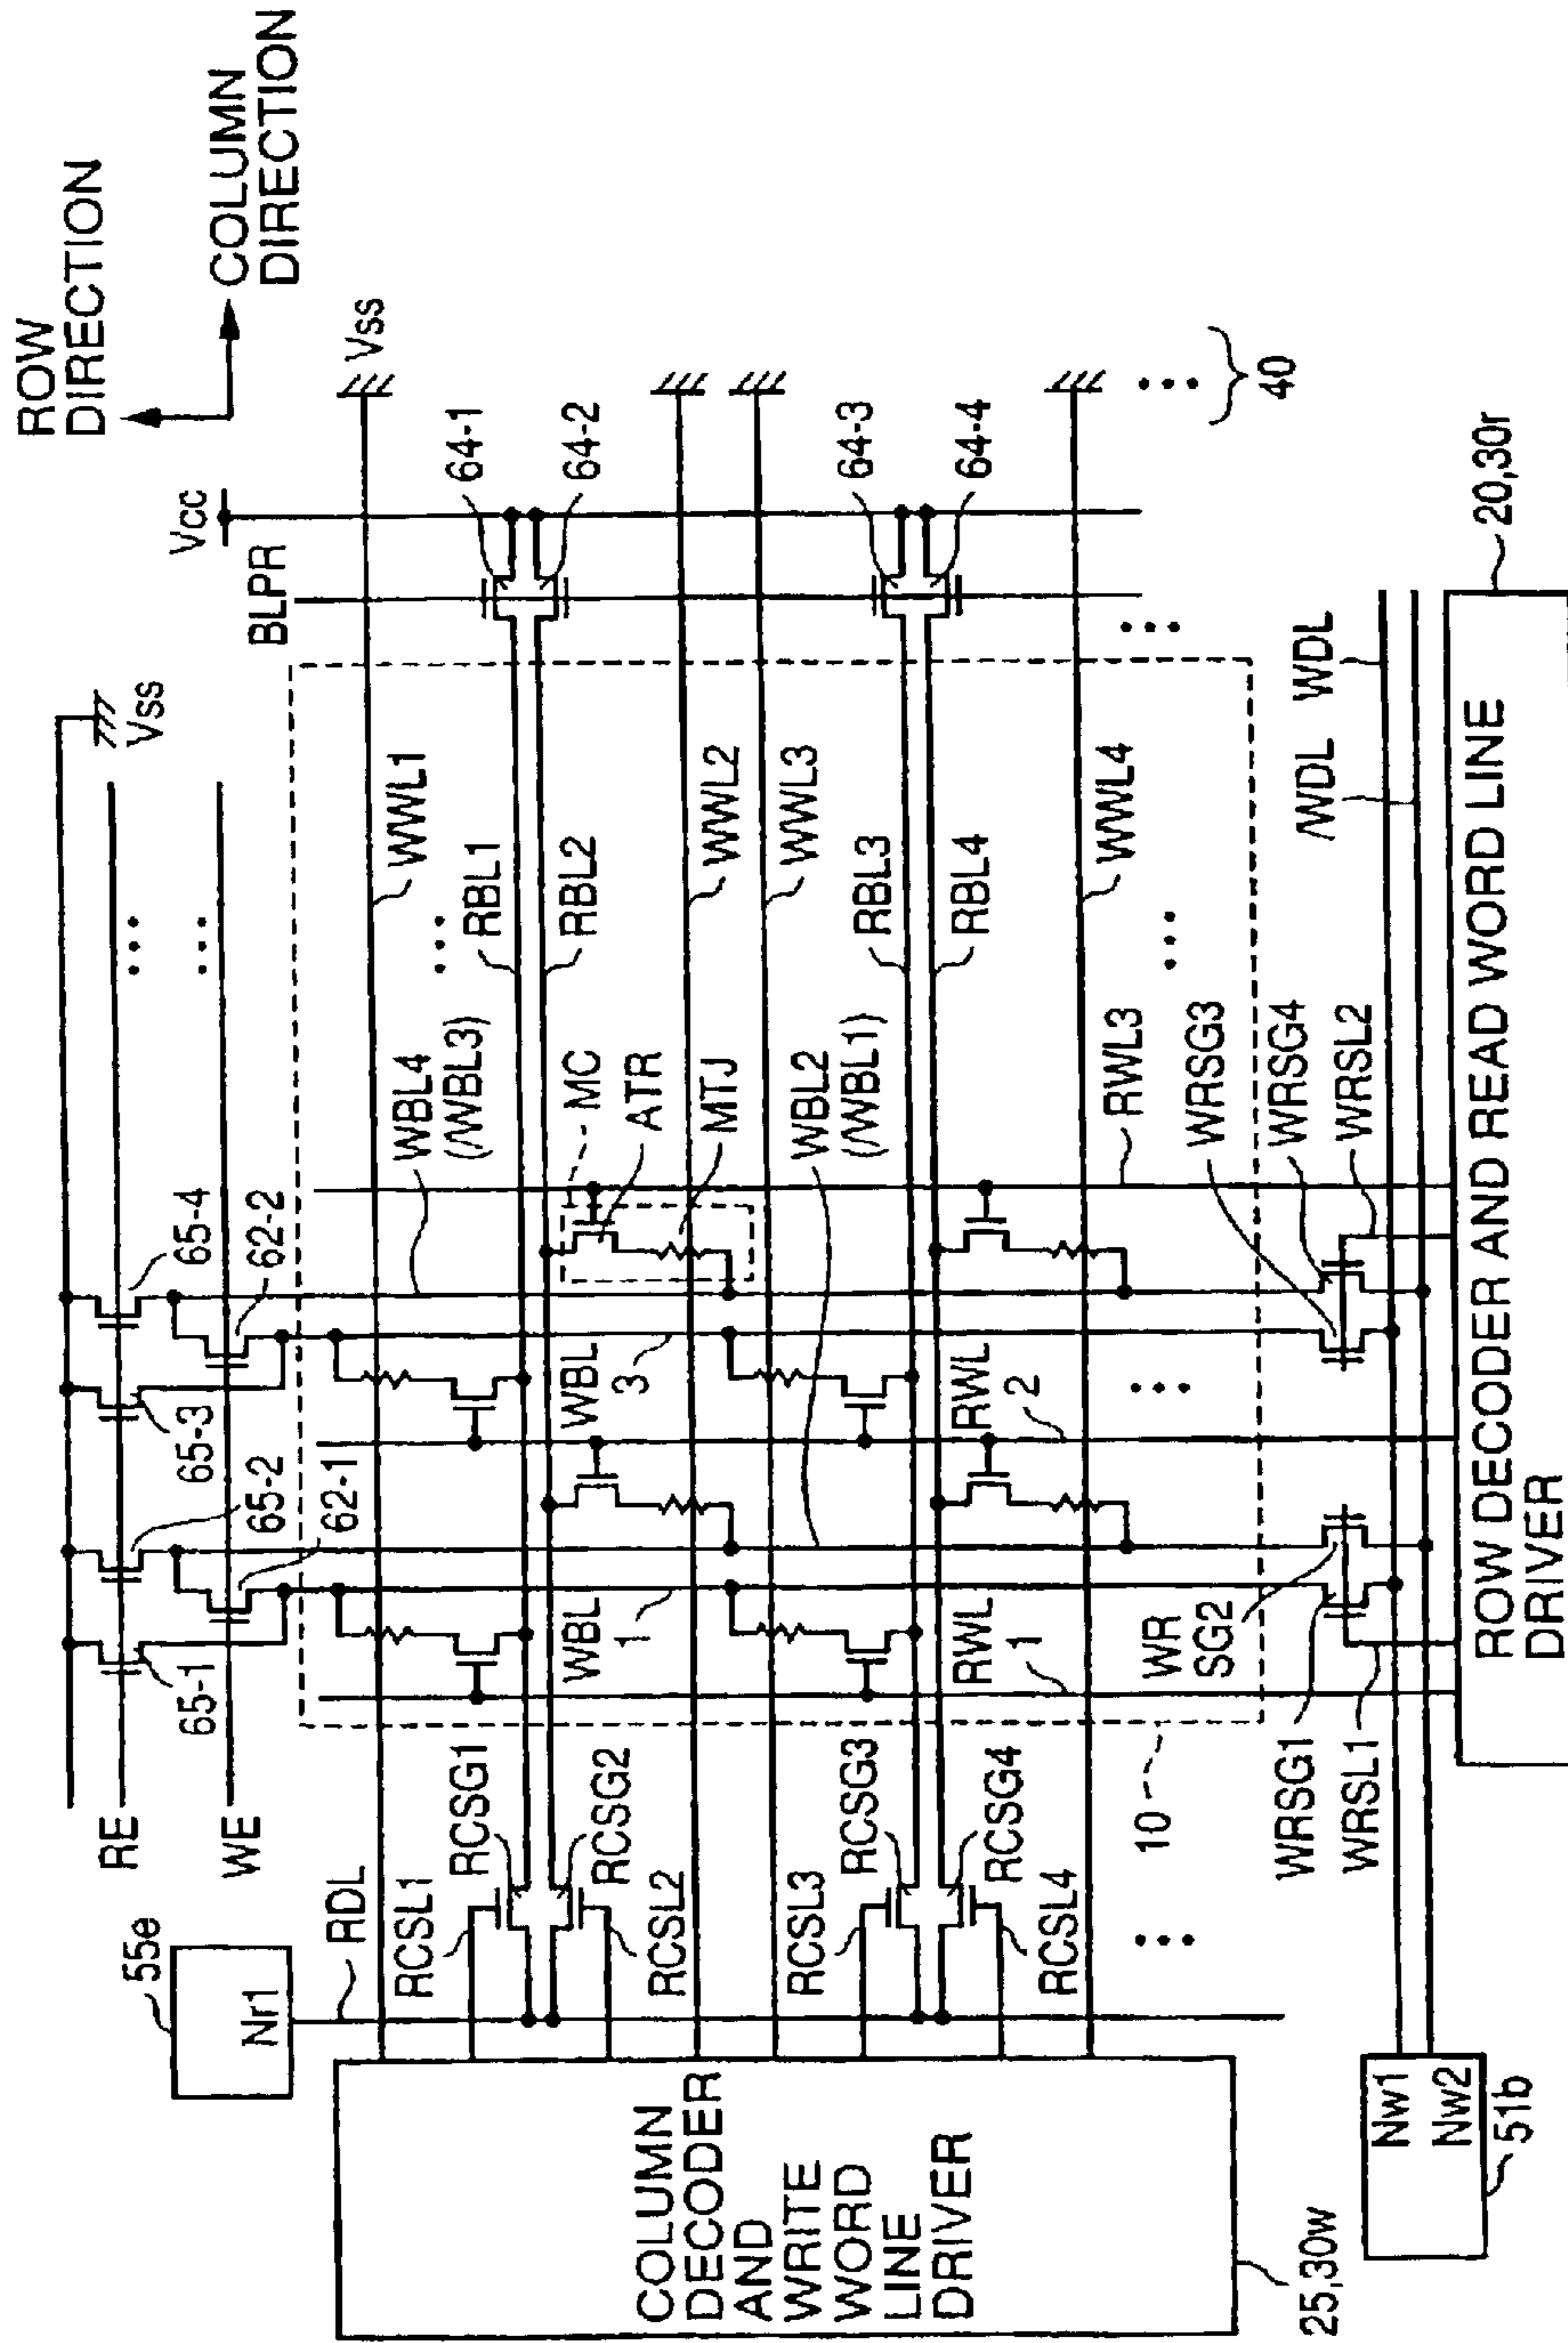 ROW
DIRECTION
COLUMN
DIRECTION
Vss
Vcc
BLPR
64-1
64-2
64-3
64-4
40
20,30r
Vss
RE
WE
65-1
65-2
62-1
65-3
65-4
62-2
WWL1
RBL1
RBL2
WWL2
WWL3
RBL3
RBL4
WWL4
WBL4
(/WBL3)
MC
ATR
MTJ
WBL2
(/WBL1)
RWL3
WBL
3
RWL
2
WBL
1
RWL
1
WRSG3
WRSG4
WRSL2
WR
SG2
WRSG1
WRSL1
/WDL
WDL
10
55e
Nr1
RDL
RCSL1
RCSG1
RCSG2
RCSL2
RCSL3
RCSG3
RCSG4
RCSL4
COLUMN
DECODER
AND
WRITE
WORD
LINE
DRIVER
25,30w
Nw1
Nw2
51b
ROW DECODER AND READ WORD LINE
DRIVER